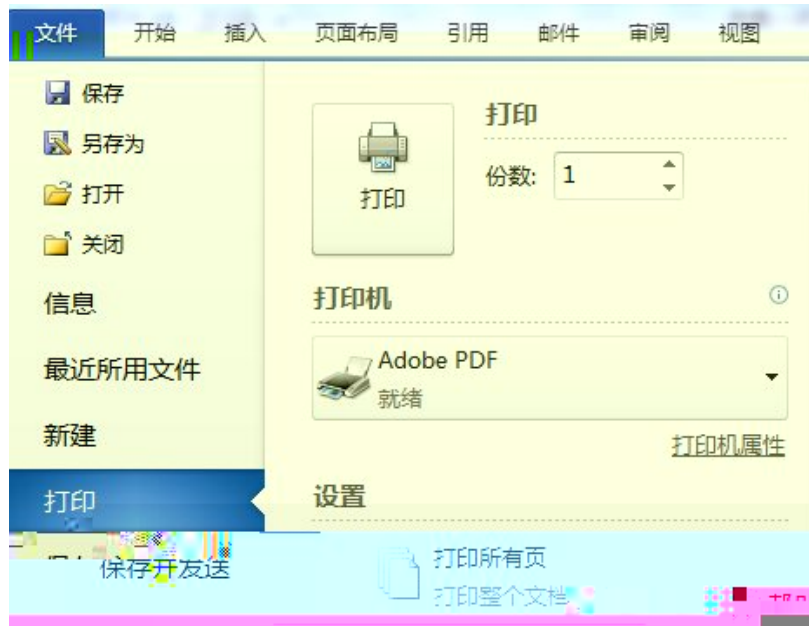 文件 开始 插入 页面布局 引用 邮件 审阅 视图
保存
另存为
打开
关闭
信息
最近所用文件
新建
打印
保存并发送
打印
打印
份数: 1
打印机
Adobe PDF
就绪
打印机属性
设置
打印所有页
打印整个文档